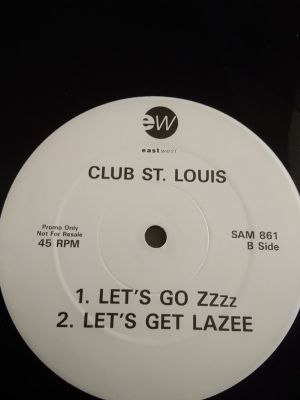 ew
eastwest
CLUB ST. LOUIS
Promo Only
Not For Resale
45 RPM
SAM 861
B Side
1. LET'S GO ZZZz
2. LET'S GET LAZEE